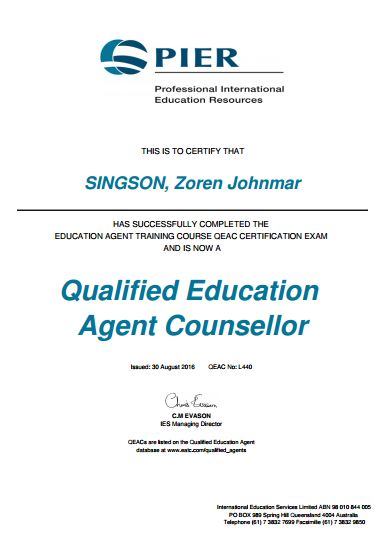 PIER
Professional International
Education Resources
THIS IS TO CERTIFY THAT
SINGSON, Zoren Johnmar
HAS SUCCESSFULLY COMPLETED THE
EDUCATION AGENT TRAINING COURSE QEAC CERTIFICATION EXAM
AND IS NOW A
Qualified Education
Agent Counsellor
Issued: 30 August 2016 QEAC No: L440
Chris Evason
C.M EVASON
IES Managing Director
QEACs are listed on the Qualified Education Agent
database at www.eatc.com/qualified_agents
International Education Services Limited ABN 98 010 844 005
PO BOX 989 Spring Hill Queensland 4004 Australia
Telephone (61) 7 3832 7699 Facsimille (61) 7 3832 9850